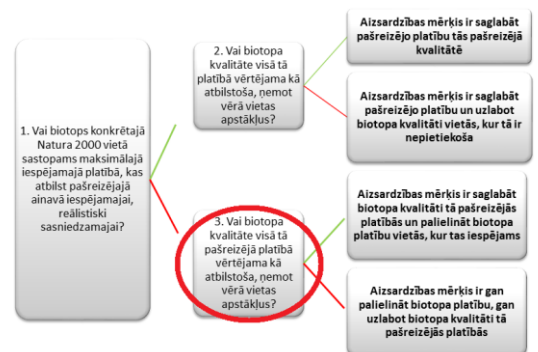 1. Vai biotops konkrētajā
Natura 2000 vietā
sastopams maksimālajā
iespējamajā platībā, kas
atbilst pašreizējajā
ainavā iespējamajai,
reālistiski
sasniedzamajai?
2. Vai biotopa
kvalitāte visā tā
platībā vērtējama kā
atbilstoša, ņemot
vērā vietas
apstākļus?
Aizsardzības mērķis ir saglabāt
pašreizējo platību tās pašreizējā
kvalitātē
Aizsardzības mērķis ir saglabāt
pašreizējo platību un uzlabot
biotopa kvalitāti vietās, kur tā ir
nepietiekoša
3. Vai biotopa
kvalitāte visā tā
pašreizējā platībā
vērtējama kā
atbilstoša, ņemot
vērā vietas
apstākļus?
Aizsardzības mērķis ir saglabāt
biotopa kvalitāti tā pašreizējās
platībās un palielināt biotopa
platību vietās, kur tas iespējams
Aizsardzības mērķis ir gan
palielināt biotopa platību, gan
uzlabot biotopa kvalitāti tā
pašreizējās platībās